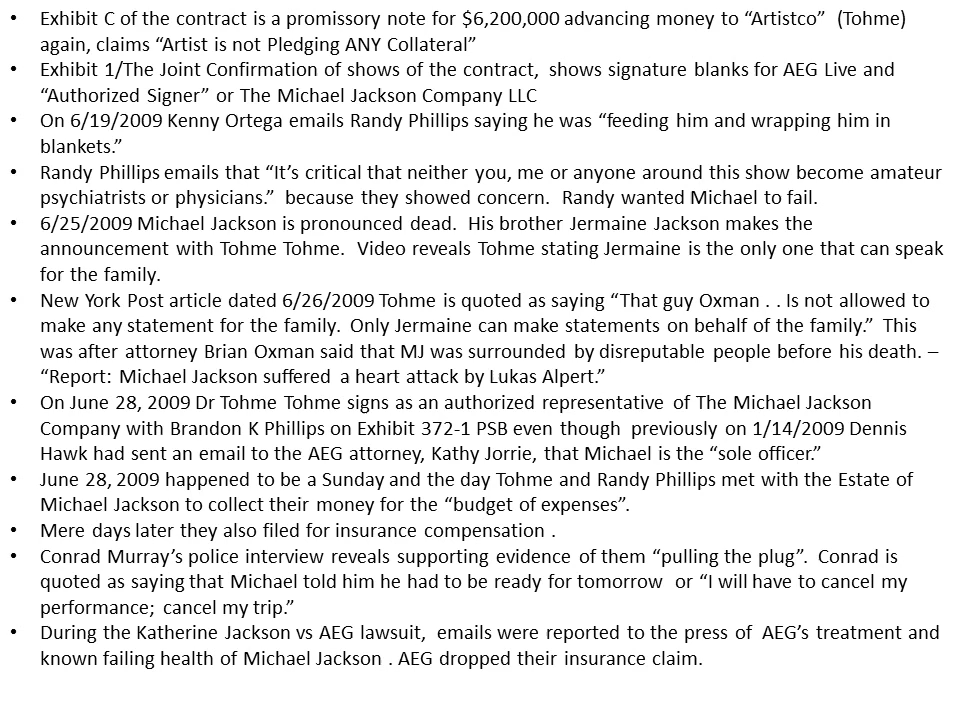 • Exhibit C of the contract is a promissory note for $6,200,000 advancing money to “Artistco” (Tohme)
again, claims “Artist is not Pledging ANY Collateral”
• Exhibit 1/The Joint Confirmation of shows of the contract, shows signature blanks for AEG Live and
“Authorized Signer” or The Michael Jackson Company LLC
• On 6/19/2009 Kenny Ortega emails Randy Phillips saying he was “feeding him and wrapping him in
blankets.”
• Randy Phillips emails that “It’s critical that neither you, me or anyone around this show become amateur
psychiatrists or physicians.” because they showed concern. Randy wanted Michael to fail.
• 6/25/2009 Michael Jackson is pronounced dead. His brother Jermaine Jackson makes the
announcement with Tohme Tohme. Video reveals Tohme stating Jermaine is the only one that can speak
for the family.
• New York Post article dated 6/26/2009 Tohme is quoted as saying “That guy Oxman . . Is not allowed to
make any statement for the family. Only Jermaine can make statements on behalf of the family.” This
was after attorney Brian Oxman said that MJ was surrounded by disreputable people before his death. –
“Report: Michael Jackson suffered a heart attack by Lukas Alpert.”
• On June 28, 2009 Dr Tohme Tohme signs as an authorized representative of The Michael Jackson
Company with Brandon K Phillips on Exhibit 372-1 PSB even though previously on 1/14/2009 Dennis
Hawk had sent an email to the AEG attorney, Kathy Jorrie, that Michael is the “sole officer.”
• June 28, 2009 happened to be a Sunday and the day Tohme and Randy Phillips met with the Estate of
Michael Jackson to collect their money for the “budget of expenses”.
• Mere days later they also filed for insurance compensation .
• Conrad Murray’s police interview reveals supporting evidence of them “pulling the plug”. Conrad is
quoted as saying that Michael told him he had to be ready for tomorrow or “I will have to cancel my
performance; cancel my trip.”
• During the Katherine Jackson vs AEG lawsuit, emails were reported to the press of AEG’s treatment and
known failing health of Michael Jackson . AEG dropped their insurance claim.